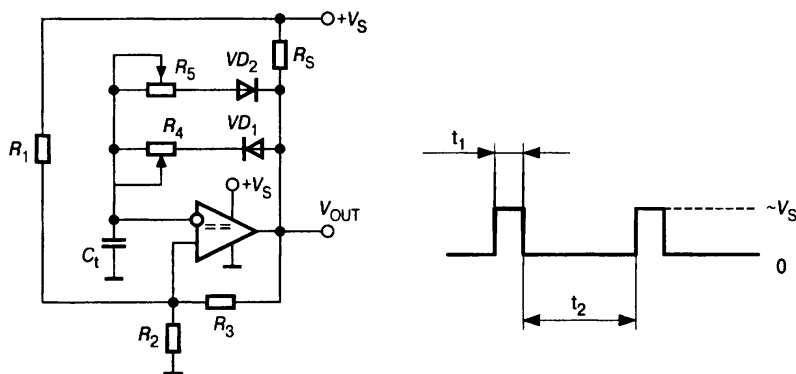 +VS
RS
R5
VD2
R4
VD1
R1
+VS
VOUT
==
Ct
R3
R2
t1
~VS
0
t2